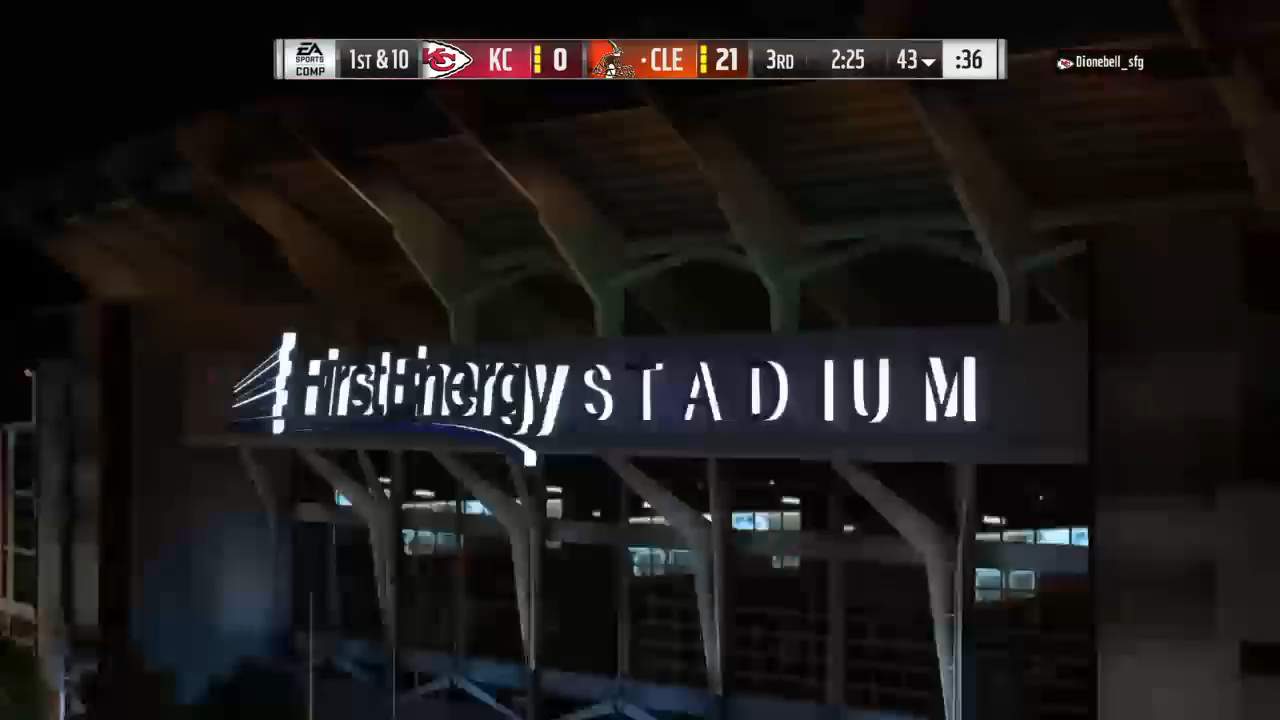 EA SPORTS COMP 1ST & 10 KC 0 CLE 21 3RD 2:25 43 :36
Dionebell_sfg
FirstEnergy STADIUM